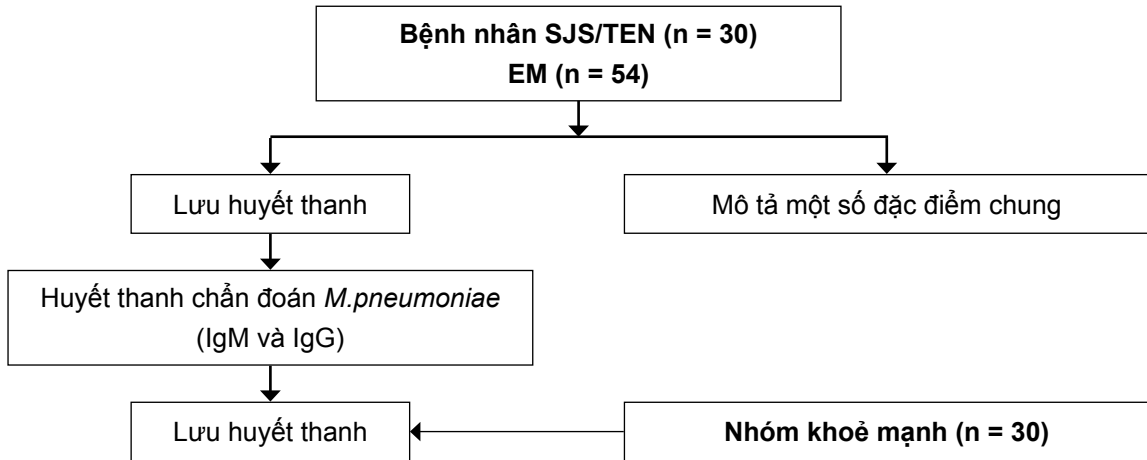 Bệnh nhân SJS/TEN (n = 30)
EM (n = 54)
Lưu huyết thanh
Mô tả một số đặc điểm chung
Huyết thanh chẩn đoán M.pneumoniae
(IgM và IgG)
Lưu huyết thanh
Nhóm khoẻ mạnh (n = 30)